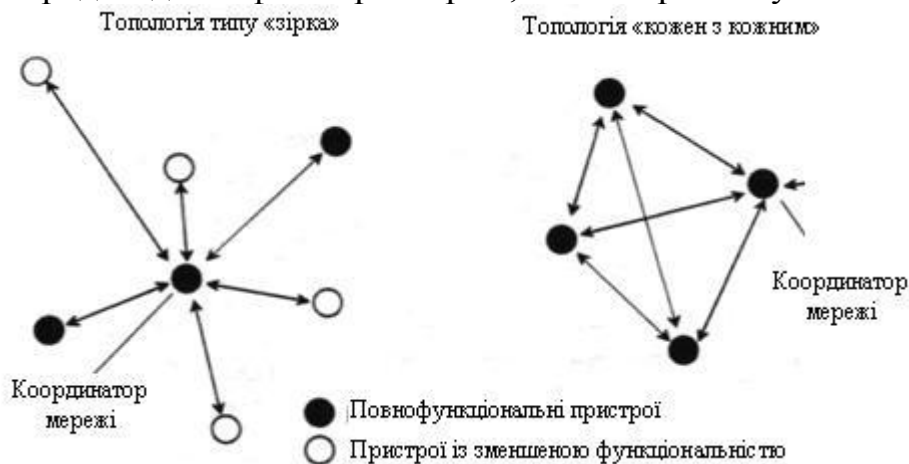 Топологія типу «зірка»
Топологія «кожен з кожним»
Координатор
мережі
Координатор
мережі
Повнофункціональні пристрої
Пристрої із зменшеною функціональністю